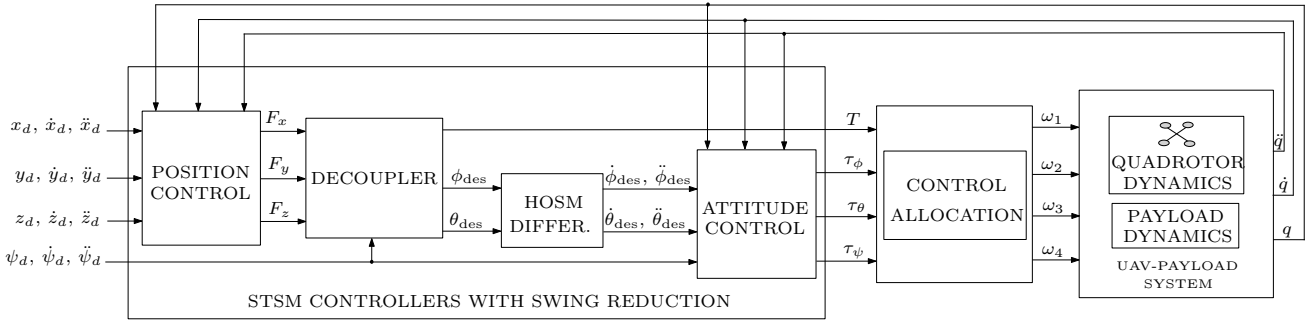 x_d, ẋ_d, ẍ_d
y_d, ẏ_d, ÿ_d
z_d, ż_d, z̈_d
ψ_d, ψ̇_d, ψ̈_d
POSITION
CONTROL
F_x
F_y
F_z
DECOUPLER
ϕ_des
θ_des
HOSM
DIFFER.
ϕ̇_des, ϕ̈_des
θ̇_des, θ̈_des
ATTITUDE
CONTROL
STSM CONTROLLERS WITH SWING REDUCTION
T
τ_ϕ
τ_θ
τ_ψ
CONTROL
ALLOCATION
ω_1
ω_2
ω_3
ω_4
QUADROTOR
DYNAMICS
PAYLOAD
DYNAMICS
UAV-PAYLOAD
SYSTEM
q̈
q̇
q